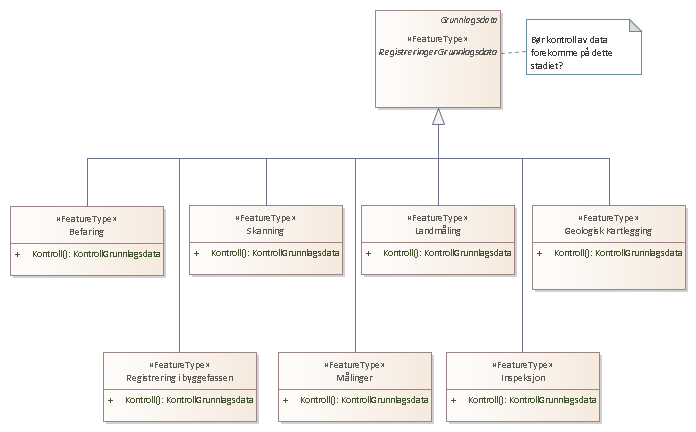 Grunnlagsdata
«FeatureType»
RegistreringerGrunnlagsdata
Bør kontroll av data
forekomme på dette
stadiet?
«FeatureType»
Befaring
+ Kontroll(): KontrollGrunnlagsdata
«FeatureType»
Skanning
+ Kontroll(): KontrollGrunnlagsdata
«FeatureType»
Landmåling
+ Kontroll(): KontrollGrunnlagsdata
«FeatureType»
Geologisk Kartlegging
+ Kontroll(): KontrollGrunnlagsdata
«FeatureType»
Registrering i byggefassen
+ Kontroll(): KontrollGrunnlagsdata
«FeatureType»
Målinger
+ Kontroll(): KontrollGrunnlagsdata
«FeatureType»
Inspeksjon
+ Kontroll(): KontrollGrunnlagsdata